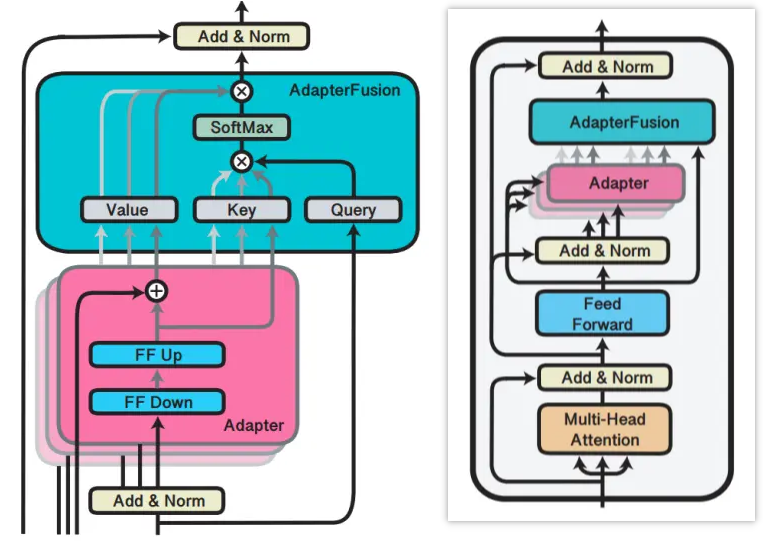 Add & Norm
AdapterFusion
SoftMax
Value
Key
Query
FF Up
FF Down
Adapter
Add & Norm
Add & Norm
AdapterFusion
Adapter
Add & Norm
Feed
Forward
Add & Norm
Multi-Head
Attention